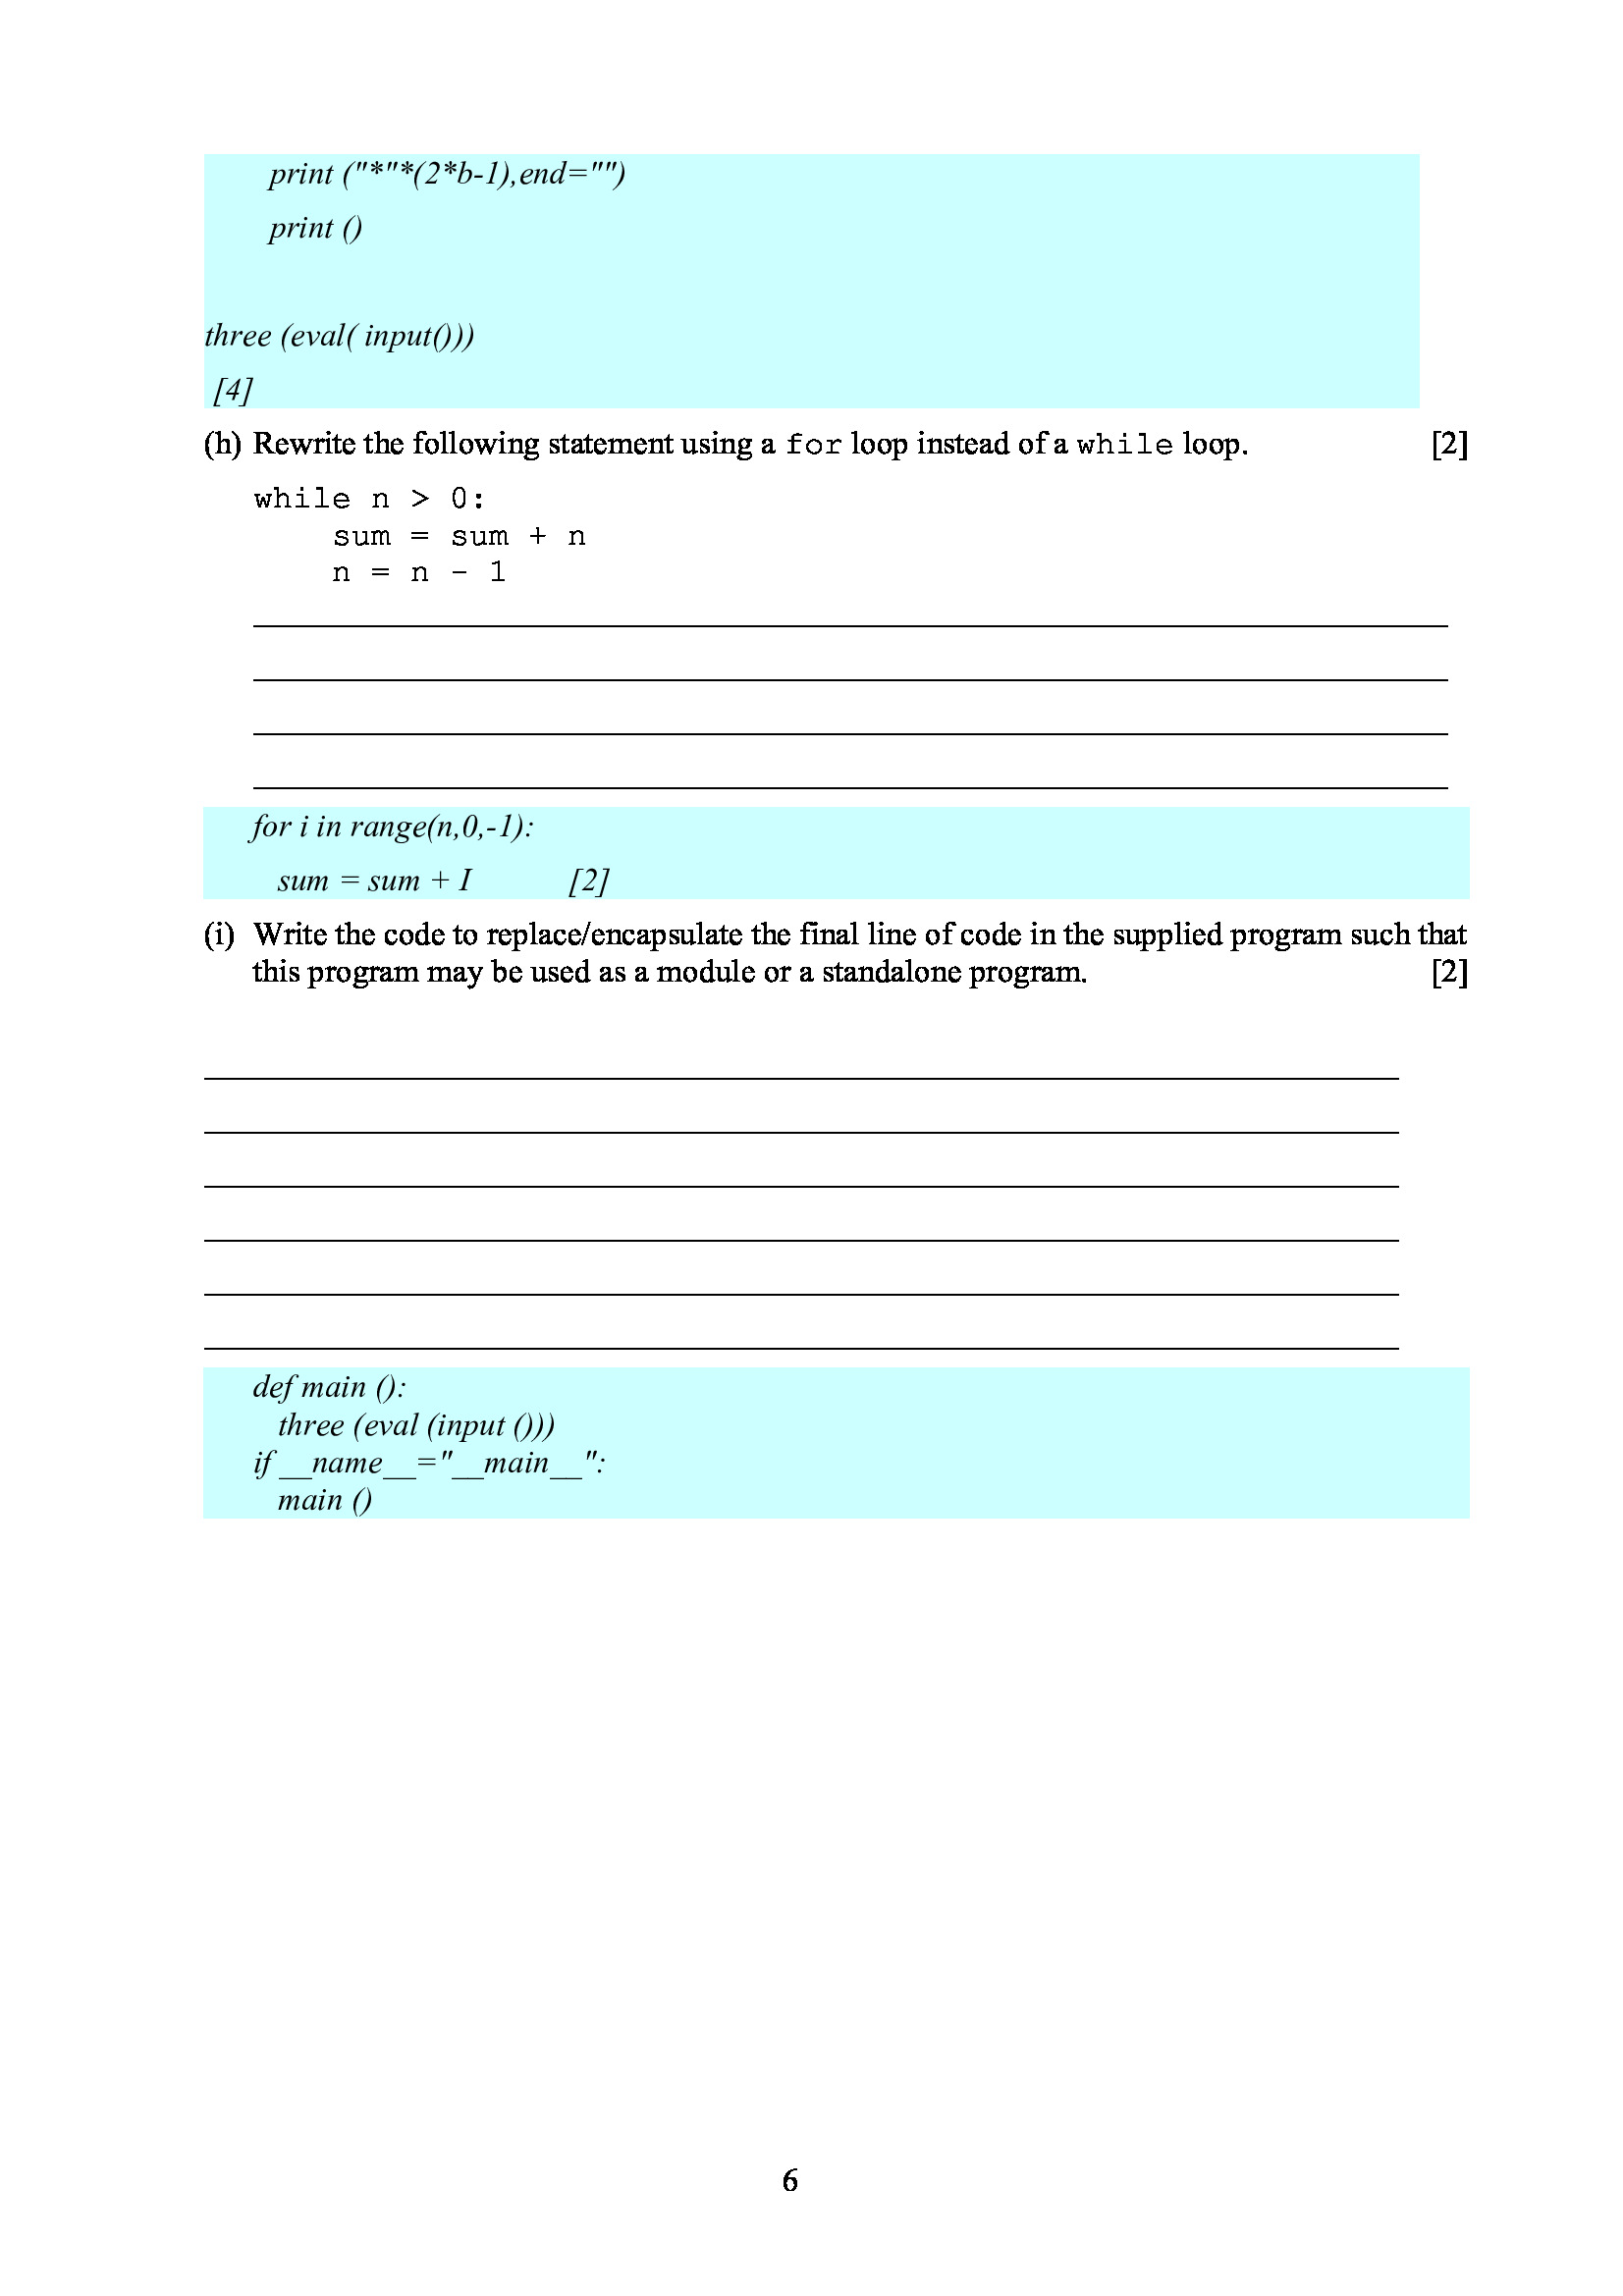 print ("*"*(2*b-1),end="")
print ()
three (eval( input()))
[4]
(h) Rewrite the following statement using a for loop instead of a while loop. [2]
while n > 0:
    sum = sum + n
    n = n - 1
for i in range(n,0,-1):
sum = sum + I [2]
(i) Write the code to replace/encapsulate the final line of code in the supplied program such that
this program may be used as a module or a standalone program. [2]
def main ():
three (eval (input ()))
if __name__="__main__":
main ()
6